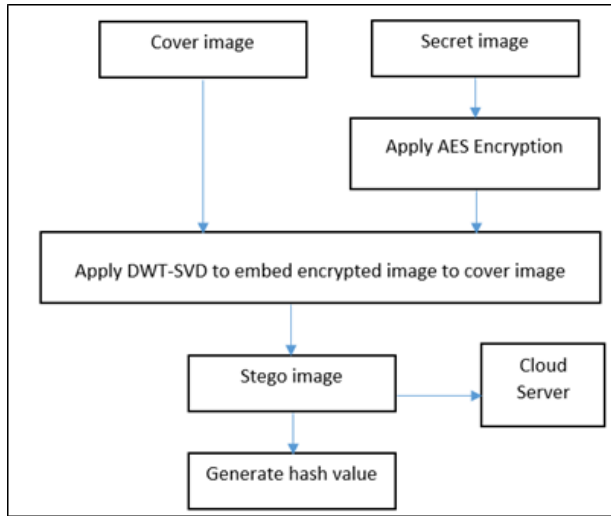 Cover image
Secret image
Apply AES Encryption
Apply DWT-SVD to embed encrypted image to cover image
Stego image
Cloud
Server
Generate hash value